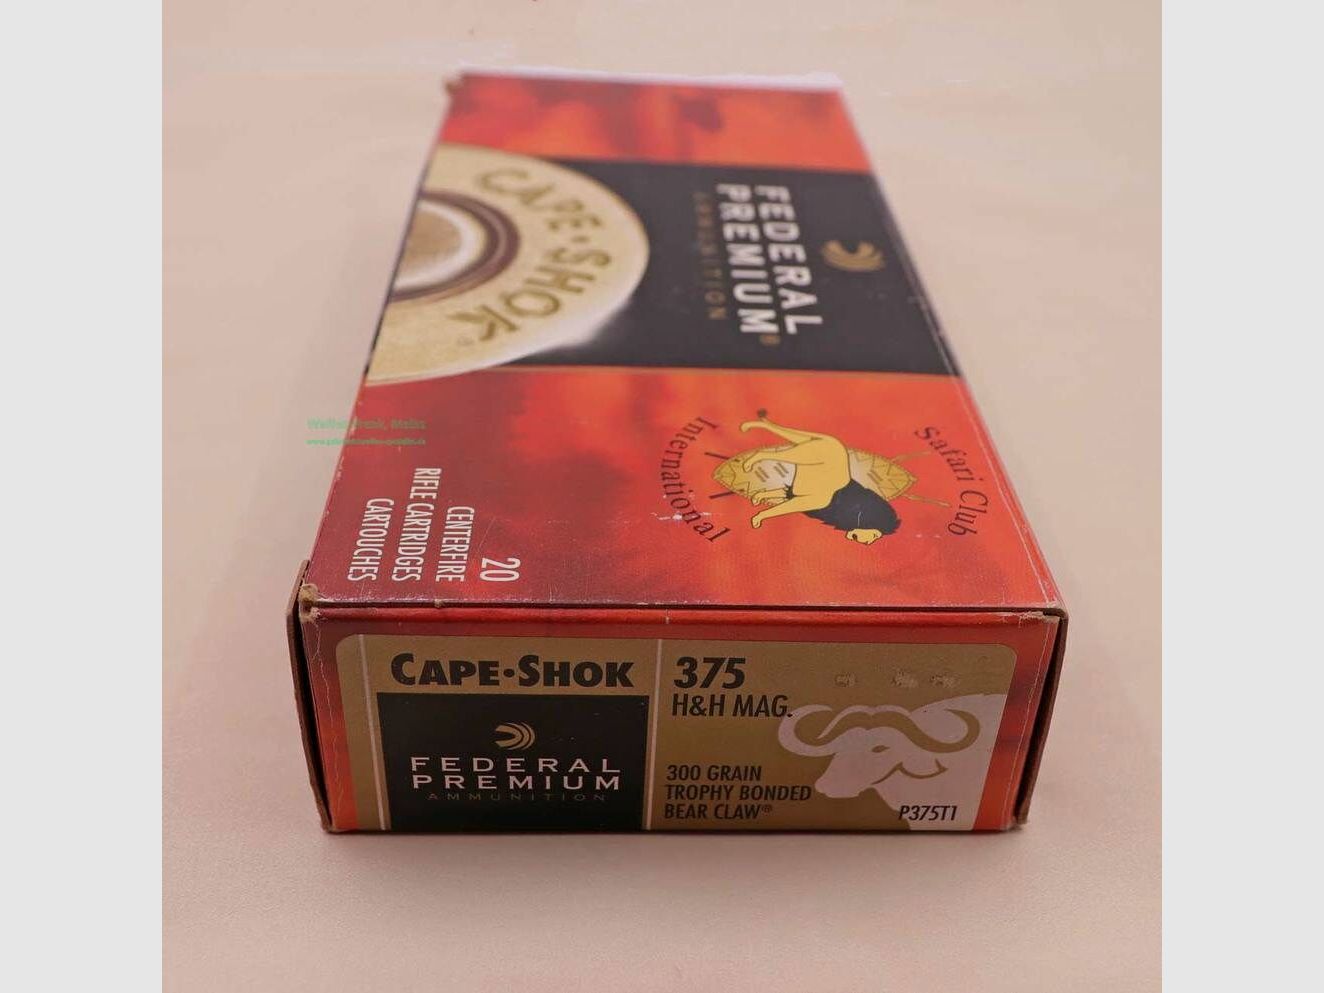 CAPE•SHOK®
FEDERAL
PREMIUM®
AMMUNITION
Safari Club
International
20
CENTERFIRE
RIFLE CARTRIDGES
CARTOUCHES
CAPE•SHOK
FEDERAL
PREMIUM
AMMUNITION
375
H&H MAG.
300 GRAIN
TROPHY BONDED
BEAR CLAW®
P375T1